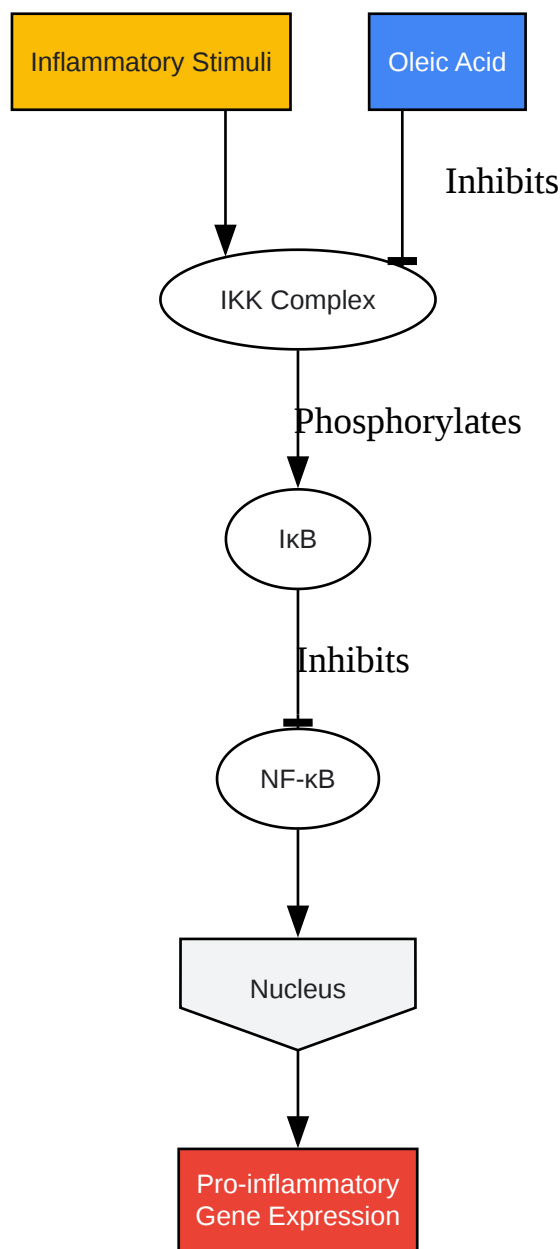 Inflammatory Stimuli
Oleic Acid
Inhibits
IKK Complex
Phosphorylates
IκB
Inhibits
NF-κB
Nucleus
Pro-inflammatory
Gene Expression